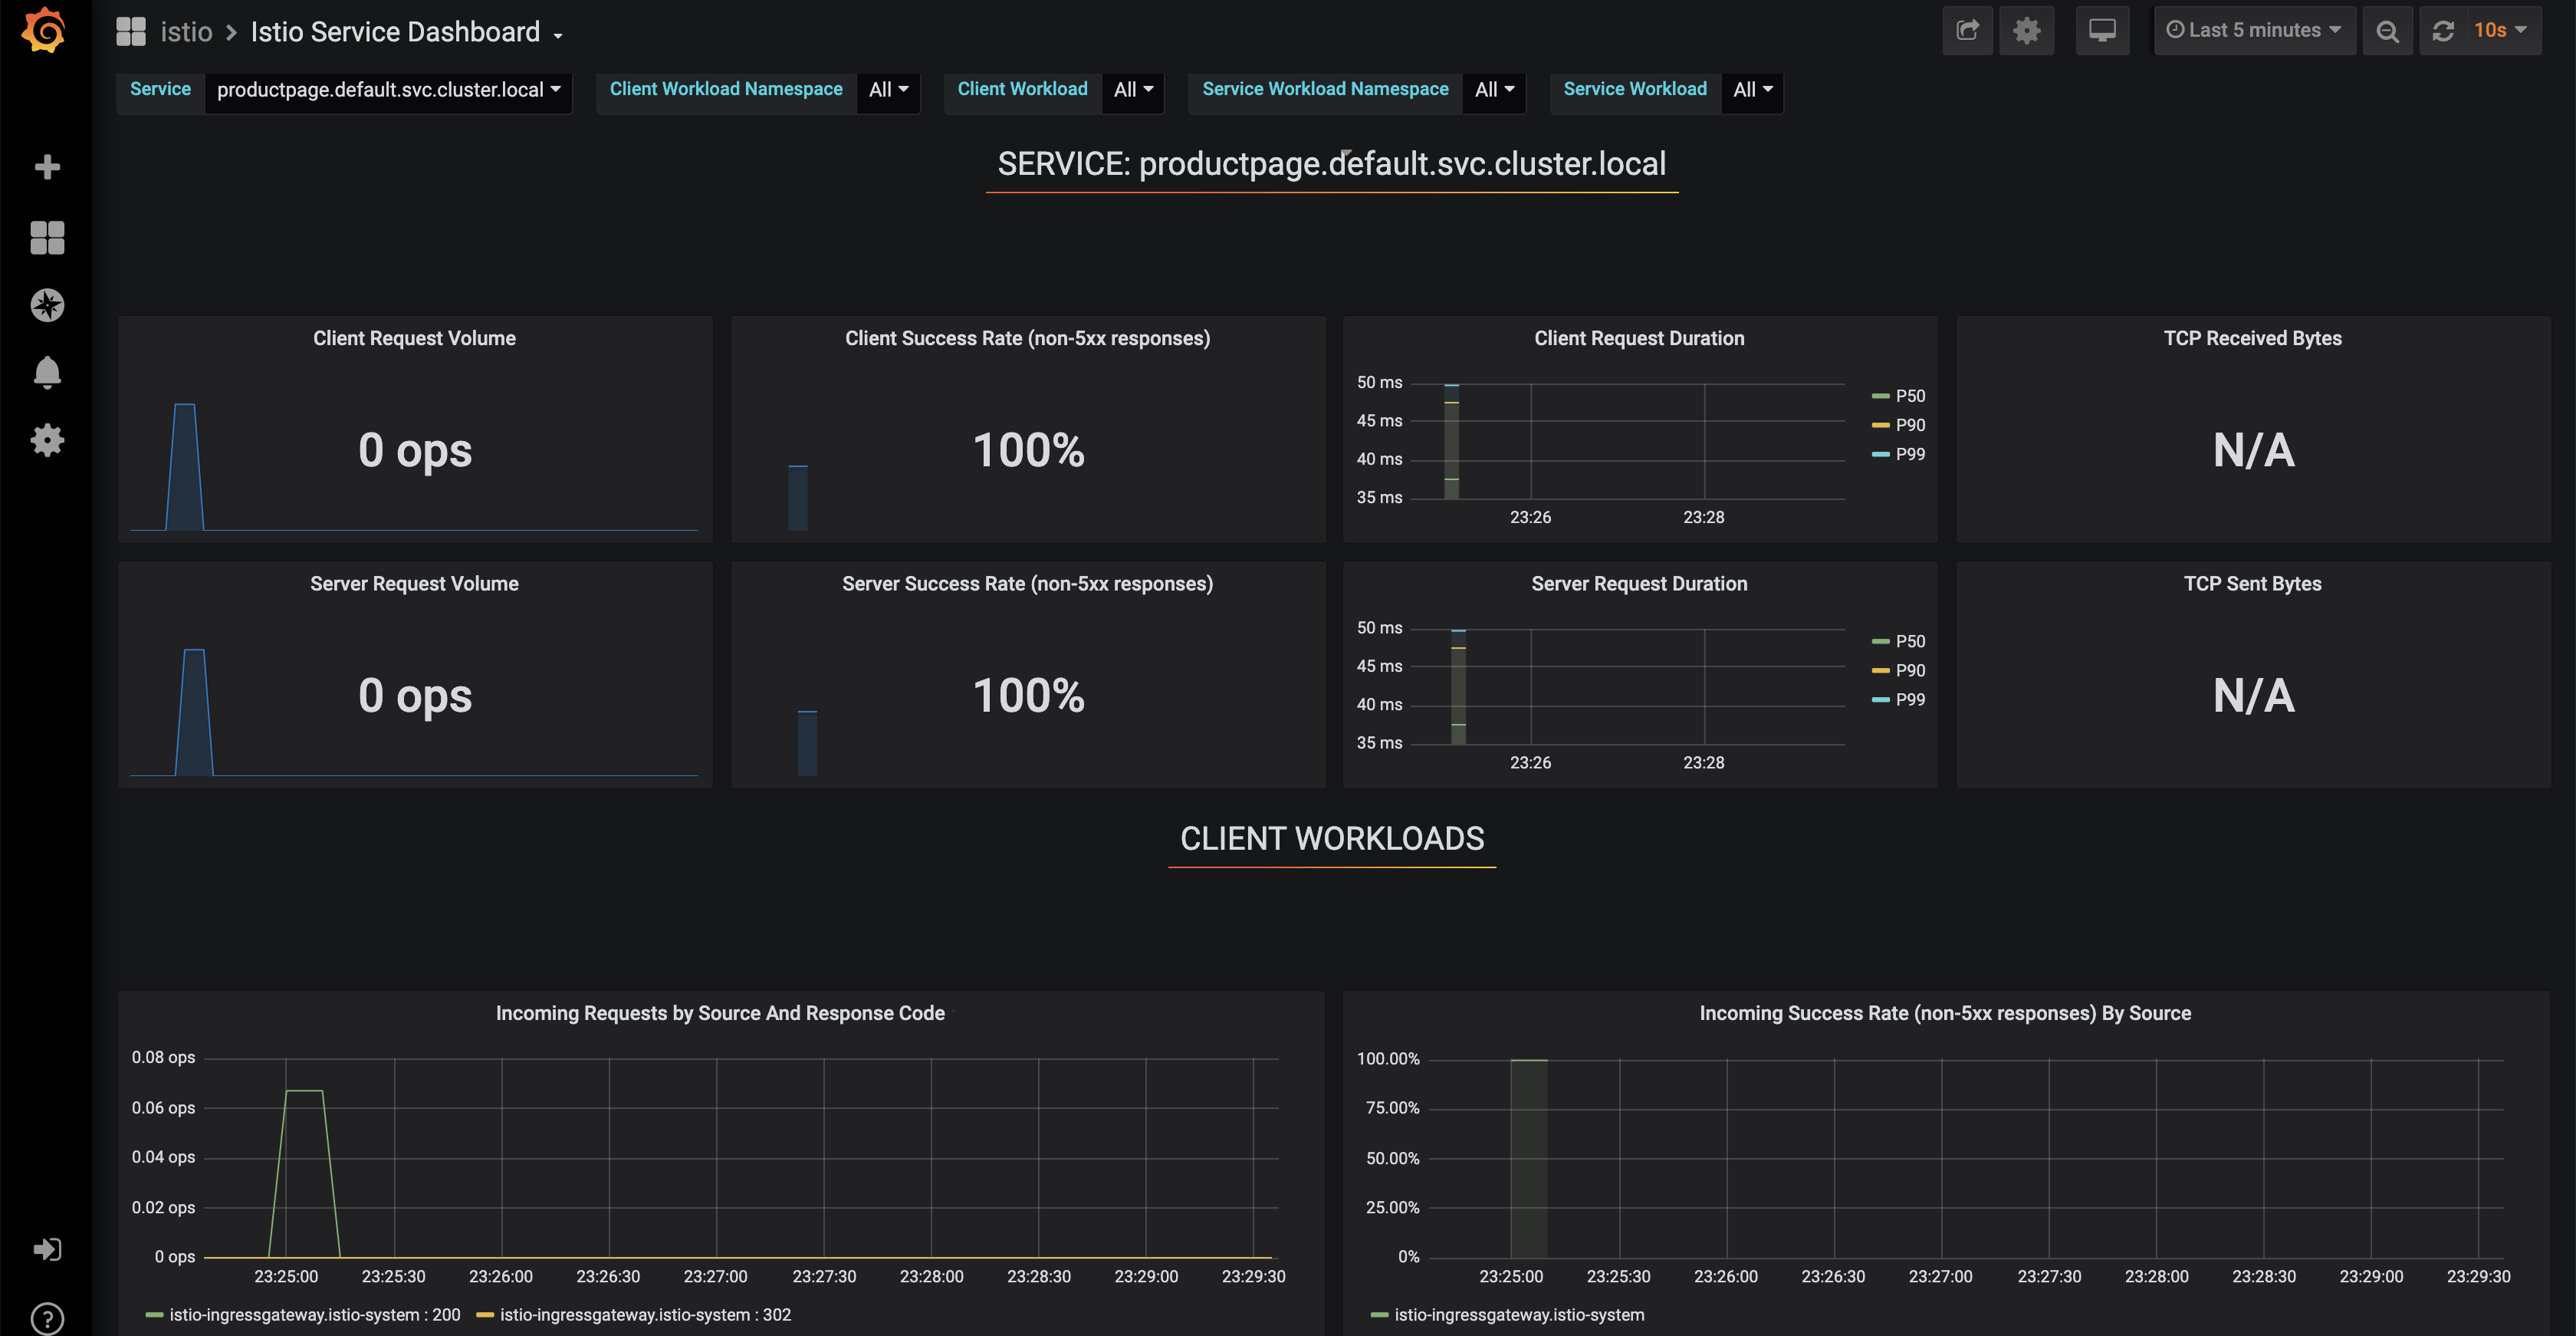 istio > Istio Service Dashboard
Last 5 minutes
10s
Service productpage.default.svc.cluster.local
Client Workload Namespace All
Client Workload All
Service Workload Namespace All
Service Workload All
SERVICE: productpage.default.svc.cluster.local
Client Request Volume
0 ops
Client Success Rate (non-5xx responses)
100%
Client Request Duration
50 ms
45 ms
40 ms
35 ms
23:26 23:28
P50
P90
P99
TCP Received Bytes
N/A
Server Request Volume
0 ops
Server Success Rate (non-5xx responses)
100%
Server Request Duration
50 ms
45 ms
40 ms
35 ms
23:26 23:28
P50
P90
P99
TCP Sent Bytes
N/A
CLIENT WORKLOADS
Incoming Requests by Source And Response Code
0.08 ops
0.06 ops
0.04 ops
0.02 ops
0 ops
23:25:00 23:25:30 23:26:00 23:26:30 23:27:00 23:27:30 23:28:00 23:28:30 23:29:00 23:29:30
istio-ingressgateway.istio-system : 200 istio-ingressgateway.istio-system : 302
Incoming Success Rate (non-5xx responses) By Source
100.00%
75.00%
50.00%
25.00%
0%
23:25:00 23:25:30 23:26:00 23:26:30 23:27:00 23:27:30 23:28:00 23:28:30 23:29:00 23:29:30
istio-ingressgateway.istio-system